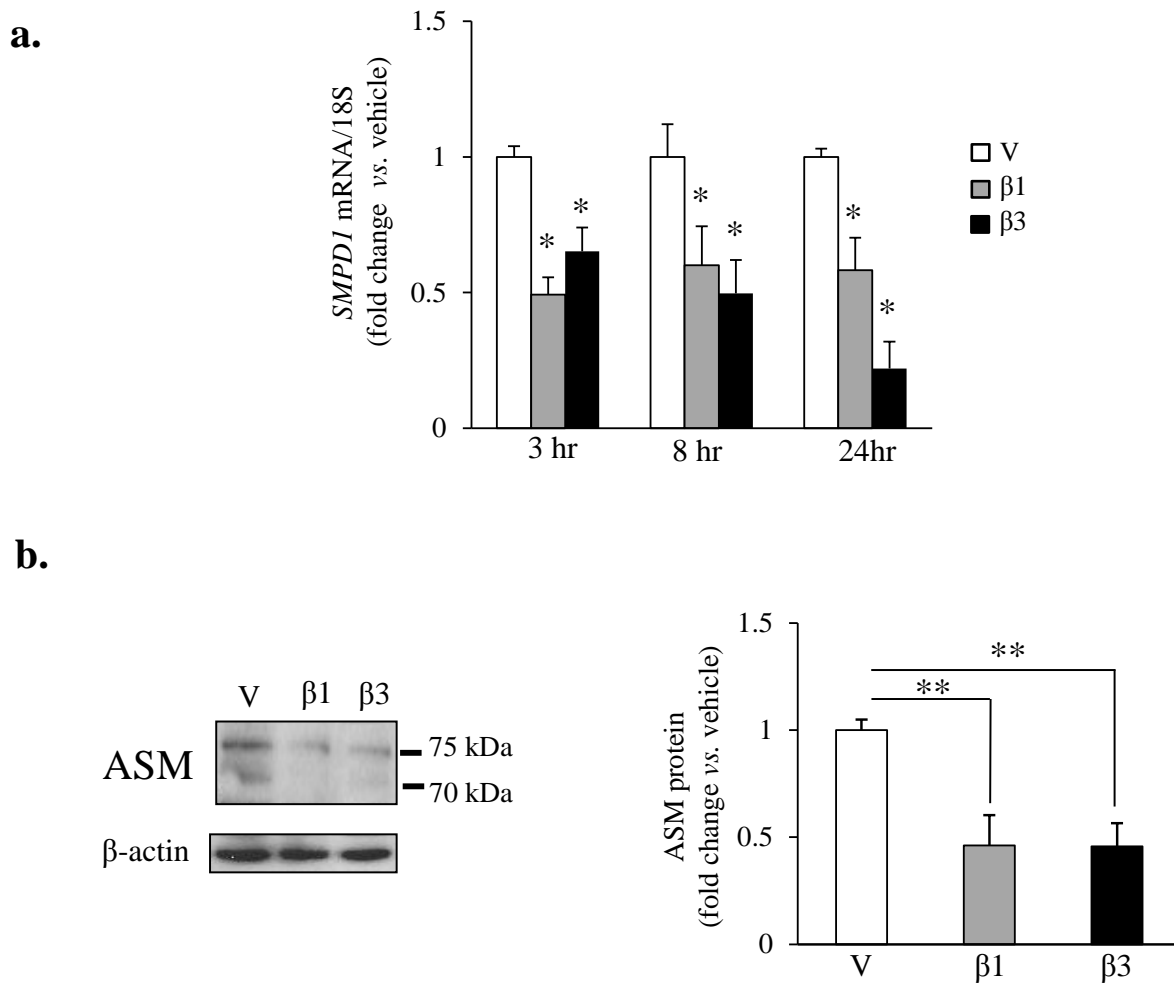 a.
SMPD1 mRNA/18S
(fold change vs. vehicle)
1.5
1
0.5
0
* *
* *
* *
3 hr 8 hr 24hr
V
β1
β3
b.
V β1 β3
ASM
75 kDa
70 kDa
β-actin
ASM protein
(fold change vs. vehicle)
1.5
1
0.5
0
**
**
V β1 β3